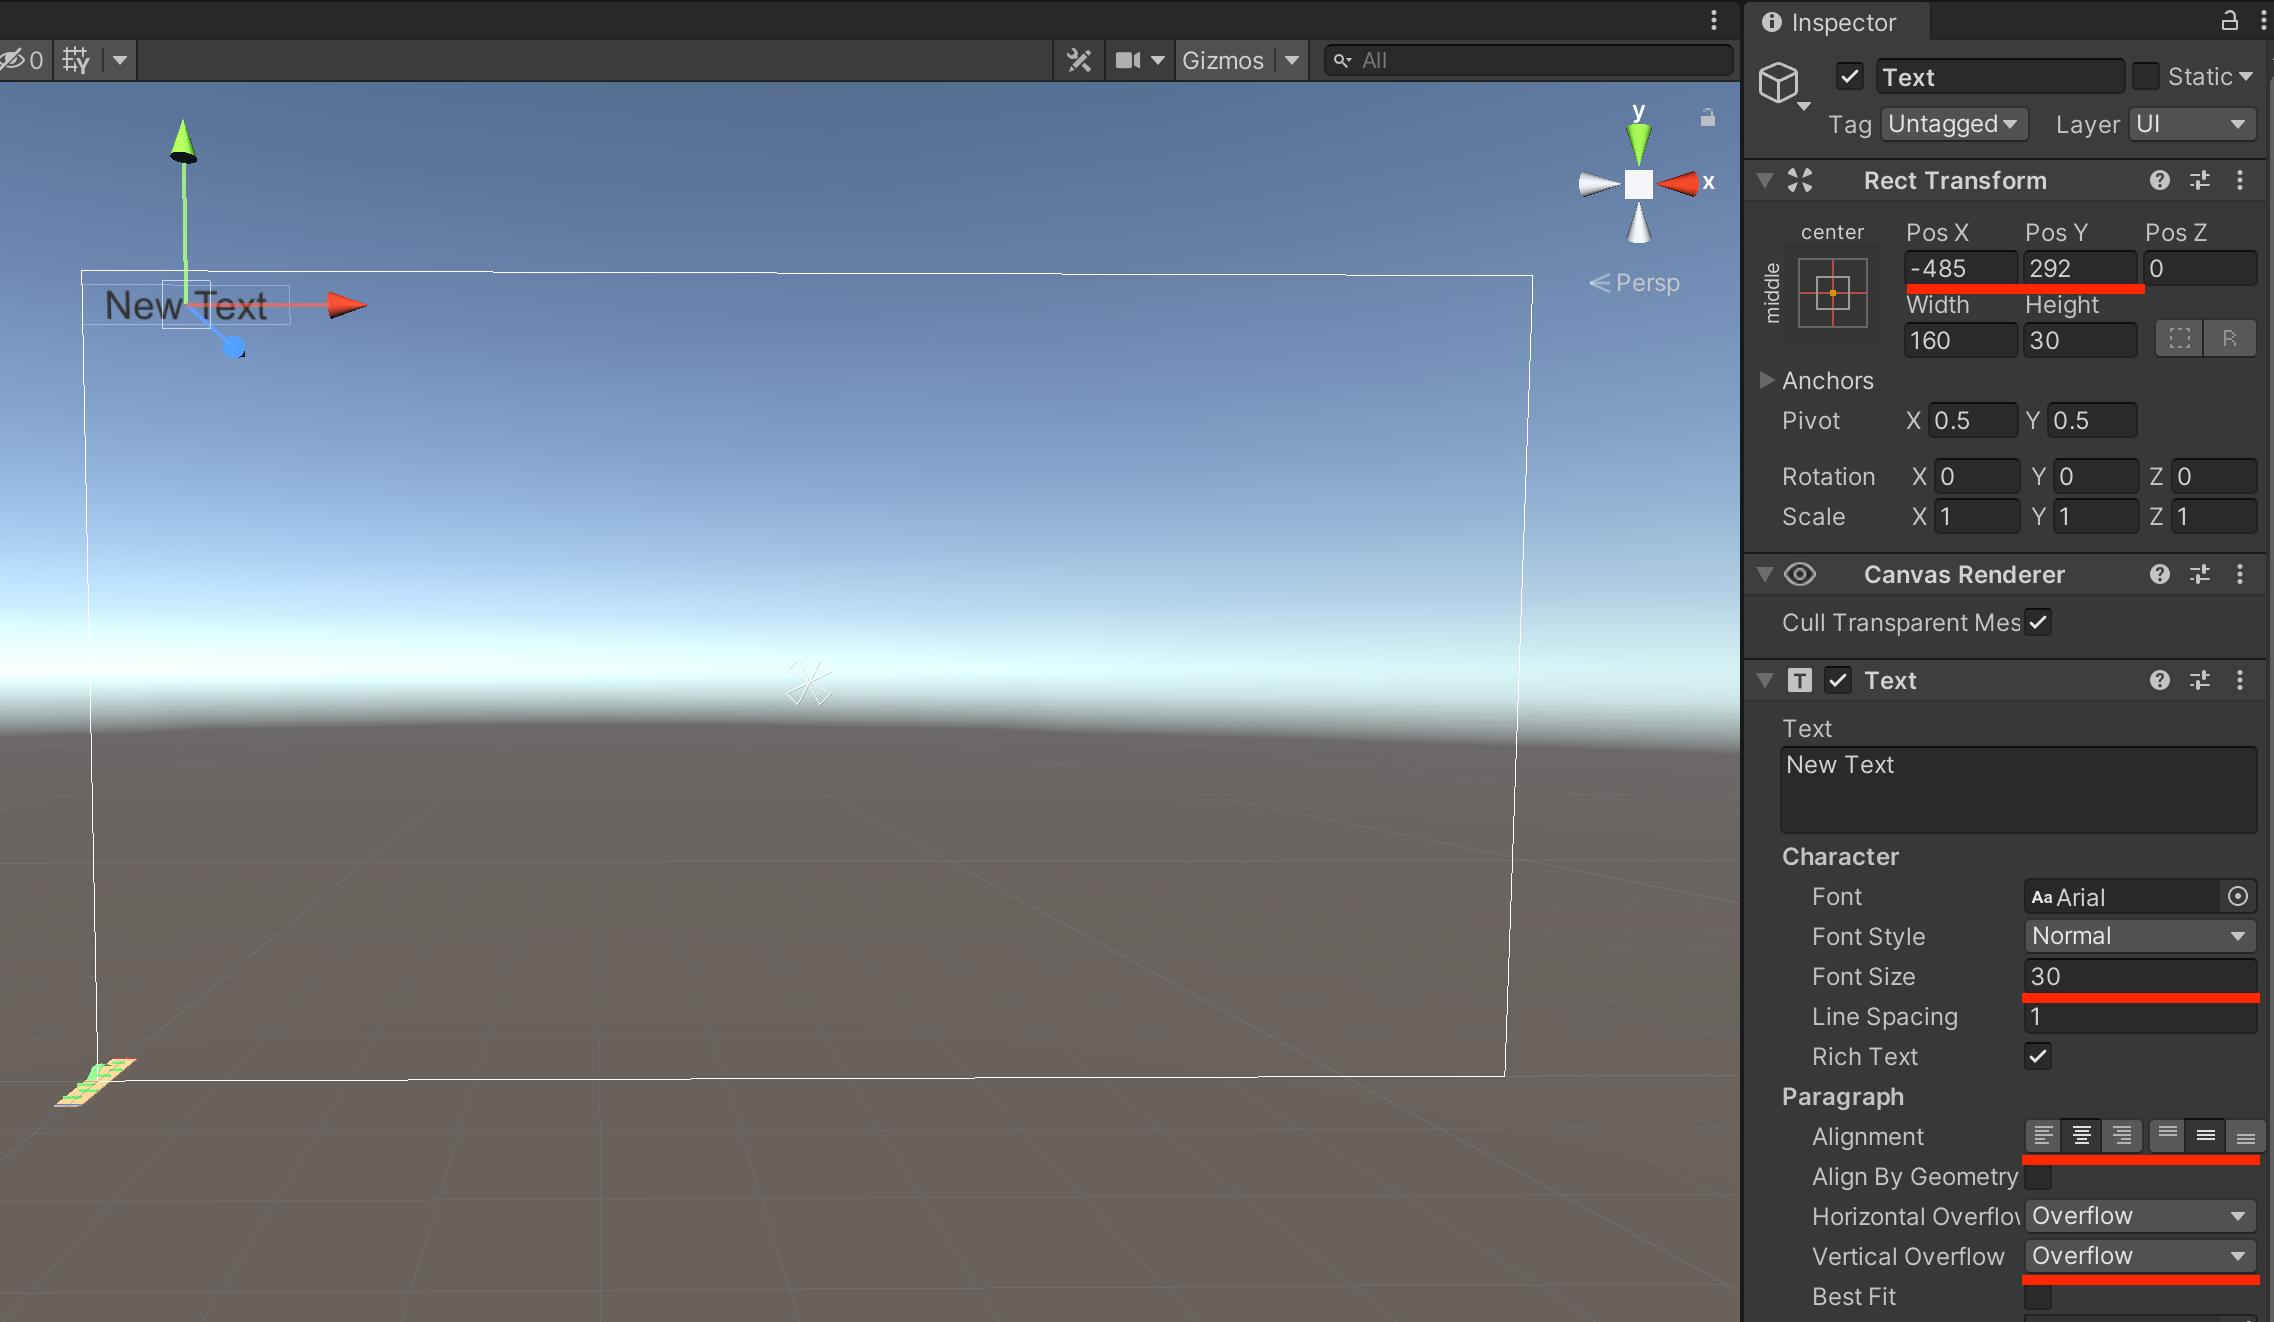 Inspector
0
Gizmos
All
Text
Static
Tag Untagged Layer UI
y
x
Persp
New Text
Rect Transform
center
middle
Pos X Pos Y Pos Z
-485 292 0
Width Height
160 30
R
Anchors
Pivot X 0.5 Y 0.5
Rotation X 0 Y 0 Z 0
Scale X 1 Y 1 Z 1
Canvas Renderer
Cull Transparent Mes
T Text
Text
New Text
Character
Font Aa Arial
Font Style Normal
Font Size 30
Line Spacing 1
Rich Text
Paragraph
Alignment
Align By Geometry
Horizontal Overflov Overflow
Vertical Overflow Overflow
Best Fit